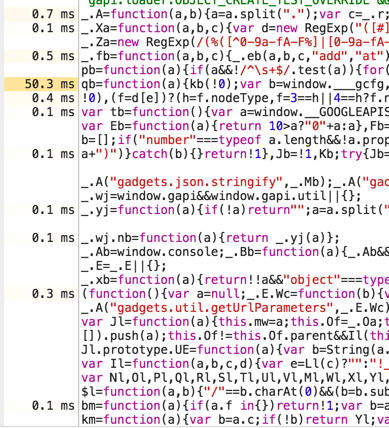 gapi.loader.OBJECT_CREATE_TEST_OVERRIDE &&
0.7 ms _.A=function(a,b){a=a.split(".");var c=_.r
0.1 ms _.Xa=function(a,b,c){var d=new RegExp("([#]
_.Za=new RegExp(/(%([^0-9a-fA-F%]|[0-9a-fA-
0.5 ms _.fb=function(a,b,c){_.eb(a,b,c,"add","at")
pb=function(a){if(a&&!/^\s+$/.test(a)){for(
50.3 ms qb=function(a){kb(!0);var b=window.___gcfg,
0.4 ms !0),(f=d[e])?(h=f.nodeType,f=3==h||4==h?f.n
0.1 ms var tb=function(){var a=window.__GOOGLEAPIS
var Eb=function(a){return 10>a?"0"+a:a},Fb=
b=[];if("number"===typeof a.length&&!a.prop
0.1 ms a+")")}catch(b){}return!1},Jb=!1,Kb;try{Jb=
_.A("gadgets.json.stringify",_.Mb);_.A("gad
_.wj=window.gapi&&window.gapi.util||{};
0.1 ms _.yj=function(a){if(!a)return"";a=a.split("
0.1 ms _.wj.nb=function(a){return _.yj(a)};
_.Ab=window.console;_.Bb=function(a){_.Ab&&
_.E=_.E||{};
_.xb=function(a){return!!a&&"object"===type
0.3 ms (function(){var a=null;_.E.Wc=function(b){v
_.A("gadgets.util.getUrlParameters",_.E.Wc)
var Jl=function(a){this.mw=a;this.Of=_.Oa;t
[]).push(a);this.Of!=this.Of.parent&&Il(thi
Jl.prototype.UE=function(a){var b=String(a.
var Il=function(a,b,c,d){var e=Ll(c)?"":"!_
var Nl,Ol,Pl,Ql,Rl,Sl,Tl,Ul,Vl,Ml,Wl,Xl,Yl,
$l=function(a,b){"/"==b.charAt(0)&&(b=b.sub
0.1 ms bm=function(a){if(a.f in{})return!1;var b=a
km=function(a){var b=a.c;if(!b)return Yl;